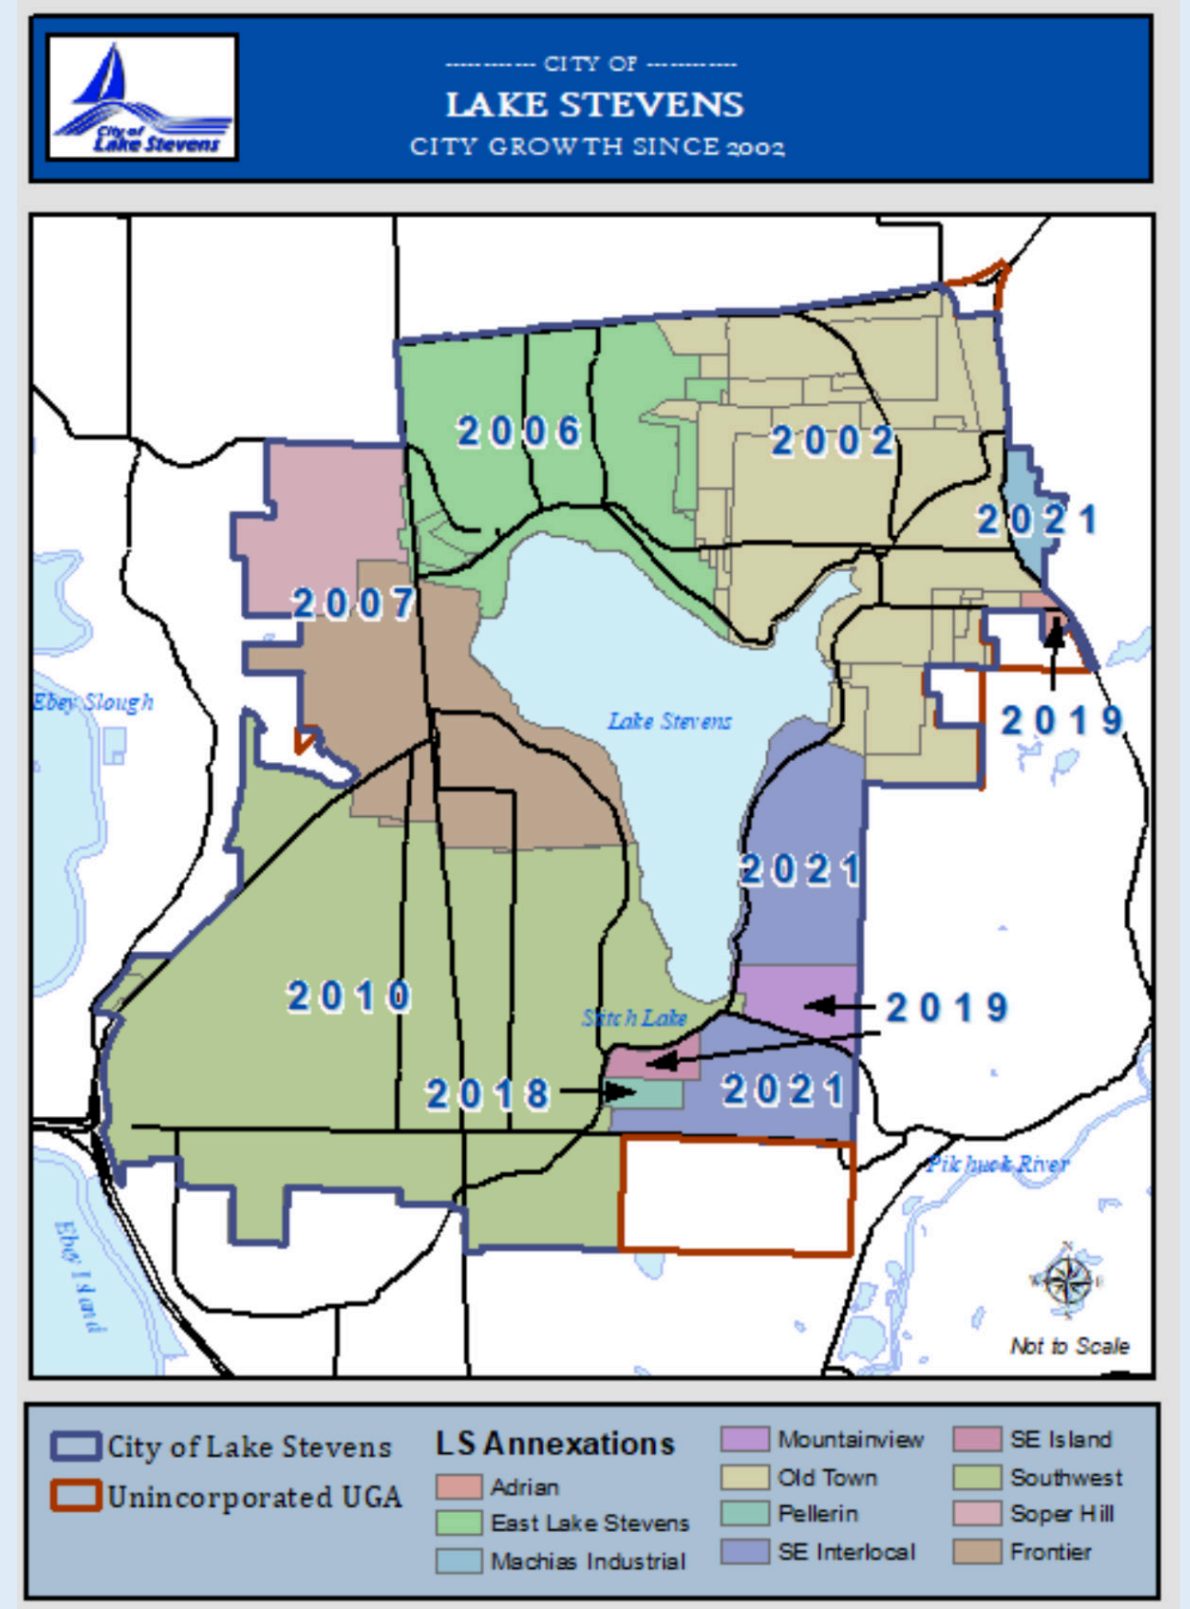 ------------ CITY OF ------------
City of
Lake Stevens
LAKE STEVENS
CITY GROWTH SINCE 2002
2006
2002
2021
2007
Ebey Slough
Lake Stevens
2019
2021
2010
2019
Stitch Lake
2018
2021
Pilchuck River
Ebey Island
N
W
E
S
Not to Scale
City of Lake Stevens
Unincorporated UGA
LS Annexations
Adrian
East Lake Stevens
Machias Industrial
Mountainview
Old Town
Pellerin
SE Interlocal
SE Island
Southwest
Soper Hill
Frontier